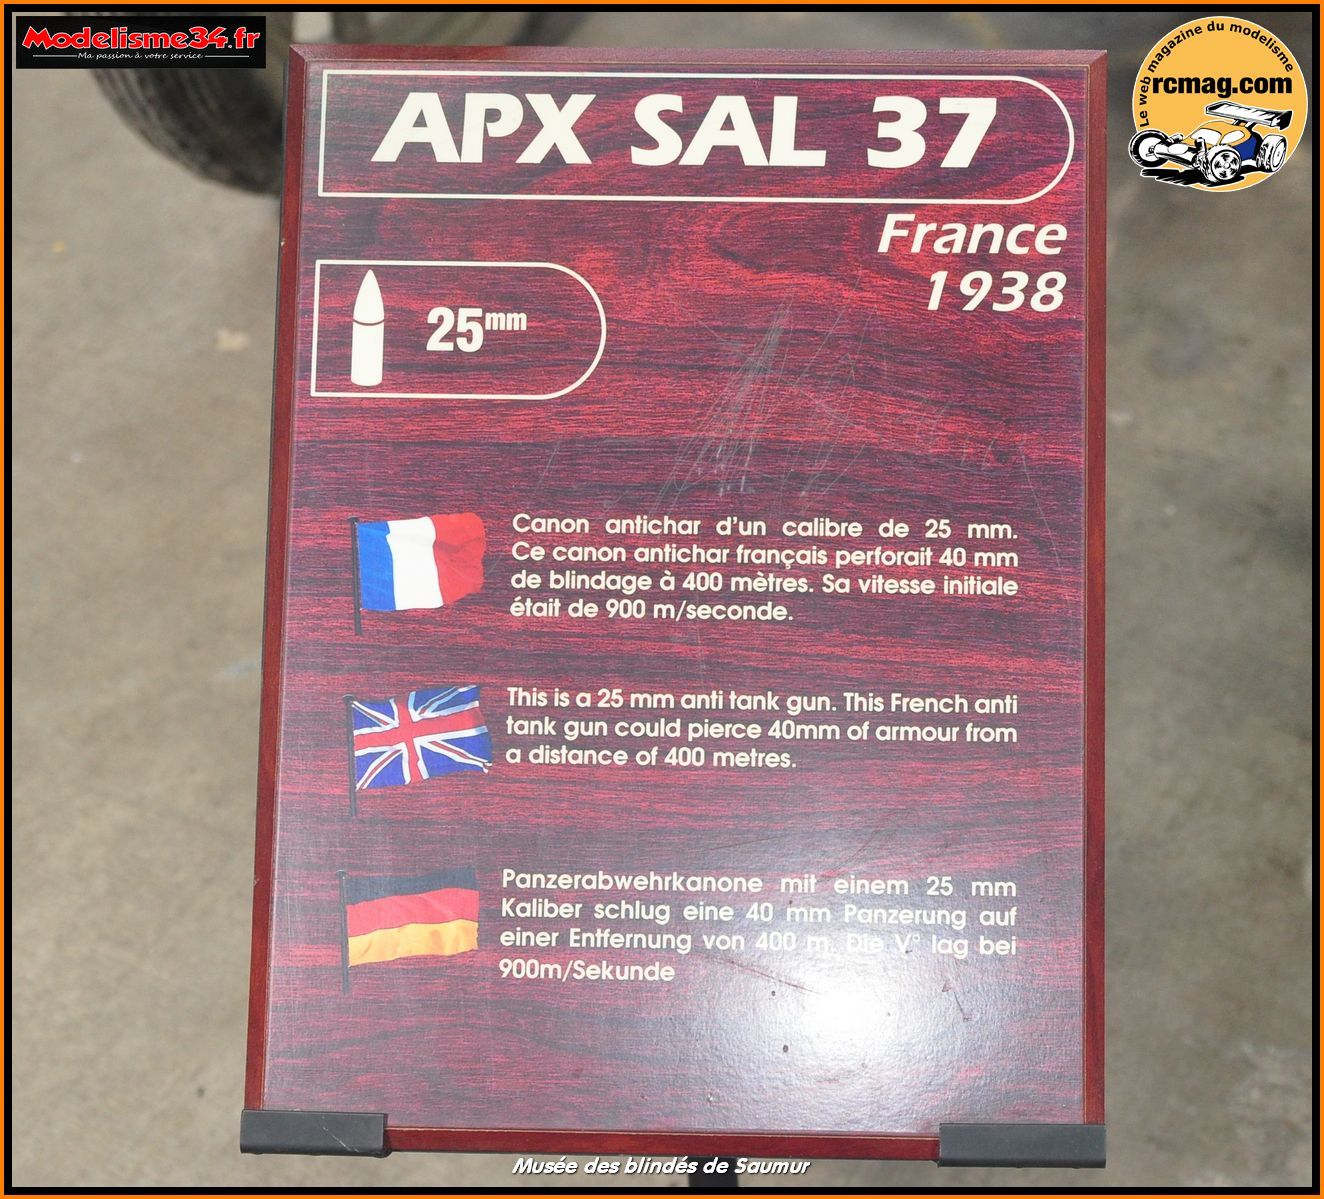 Modelisme34.fr
Ma passion à votre service
Le web magazine du modelisme
rcmag.com
APX SAL 37
France
1938
25mm
Canon antichar d'un calibre de 25 mm.
Ce canon antichar français perforait 40 mm
de blindage à 400 mètres. Sa vitesse initiale
était de 900 m/seconde.
This is a 25 mm anti tank gun. This French anti
tank gun could pierce 40mm of armour from
a distance of 400 metres.
Panzerabwehrkanone mit einem 25 mm
Kaliber schlug eine 40 mm Panzerung auf
einer Entfernung von 400 m. Die V° lag bei
900m/Sekunde
Musée des blindés de Saumur